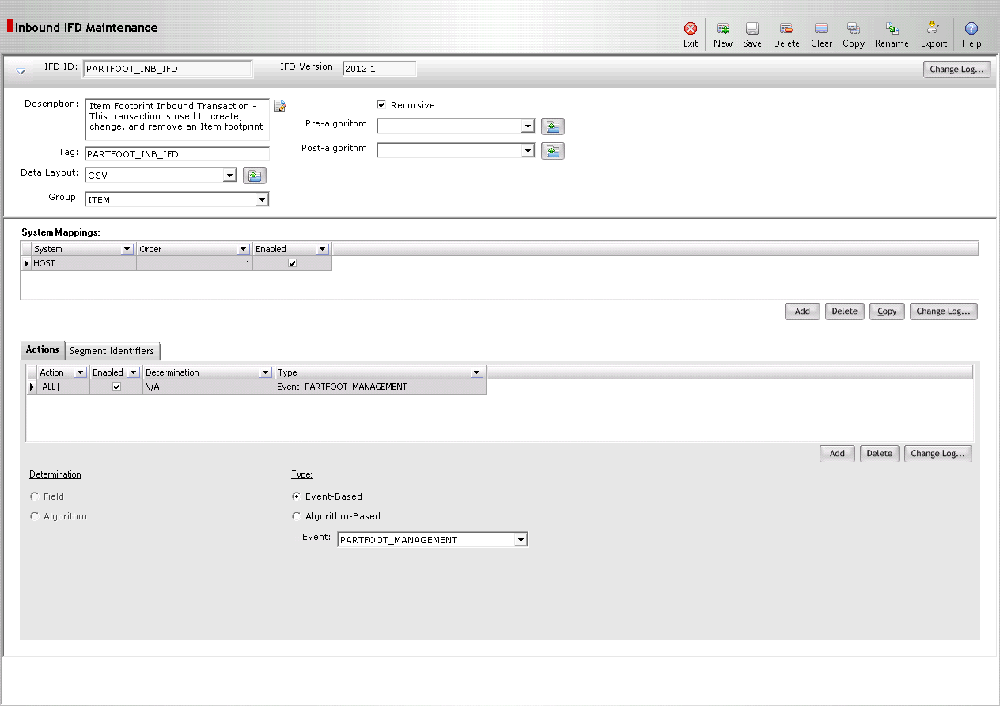 Inbound IFD Maintenance
Exit New Save Delete Clear Copy Rename Export Help
IFD ID: PARTFOOT_INB_IFD IFD Version: 2012.1 Change Log...
Description: Item Footprint Inbound Transaction -
This transaction is used to create,
change, and remove an Item footprint
Recursive
Pre-algorithm:
Post-algorithm:
Tag: PARTFOOT_INB_IFD
Data Layout: CSV
Group: ITEM
System Mappings:
System Order Enabled
HOST 1
Add Delete Copy Change Log...
Actions Segment Identifiers
Action Enabled Determination Type
[ALL] N/A Event: PARTFOOT_MANAGEMENT
Add Delete Change Log...
Determination Type:
Field Event-Based
Algorithm Algorithm-Based
Event: PARTFOOT_MANAGEMENT